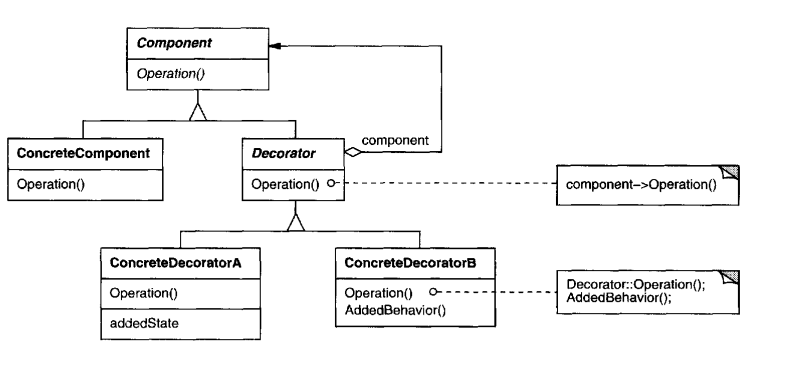 Component
Operation()
component
ConcreteComponent
Operation()
Decorator
Operation()
component–>Operation()
ConcreteDecoratorA
Operation()
addedState
ConcreteDecoratorB
Operation()
AddedBehavior()
Decorator::Operation();
AddedBehavior();